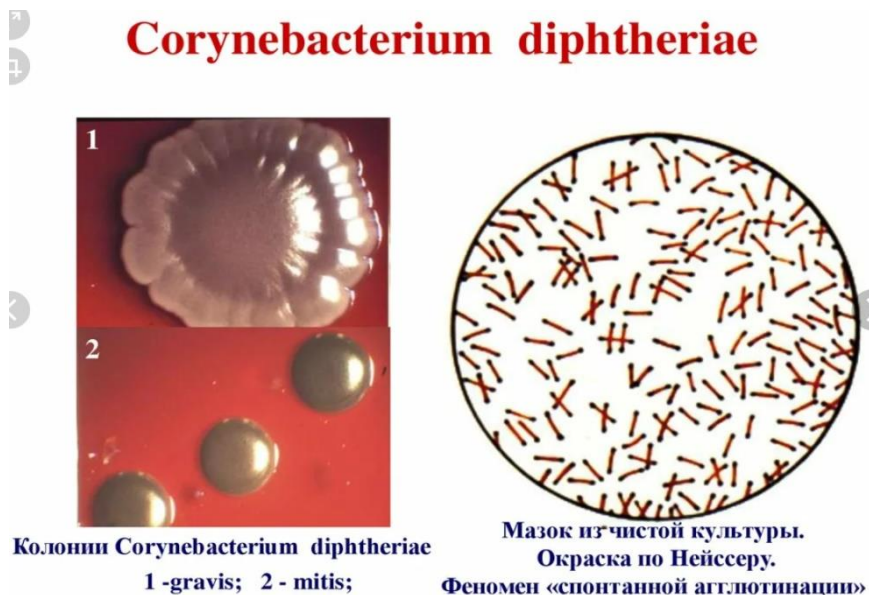 Corynebacterium diphtheriae
1
2
Колонии Corynebacterium diphtheriae
1 -gravis; 2 - mitis;
Мазок из чистой культуры.
Окраска по Нейссеру.
Феномен «спонтанной агглютинации»